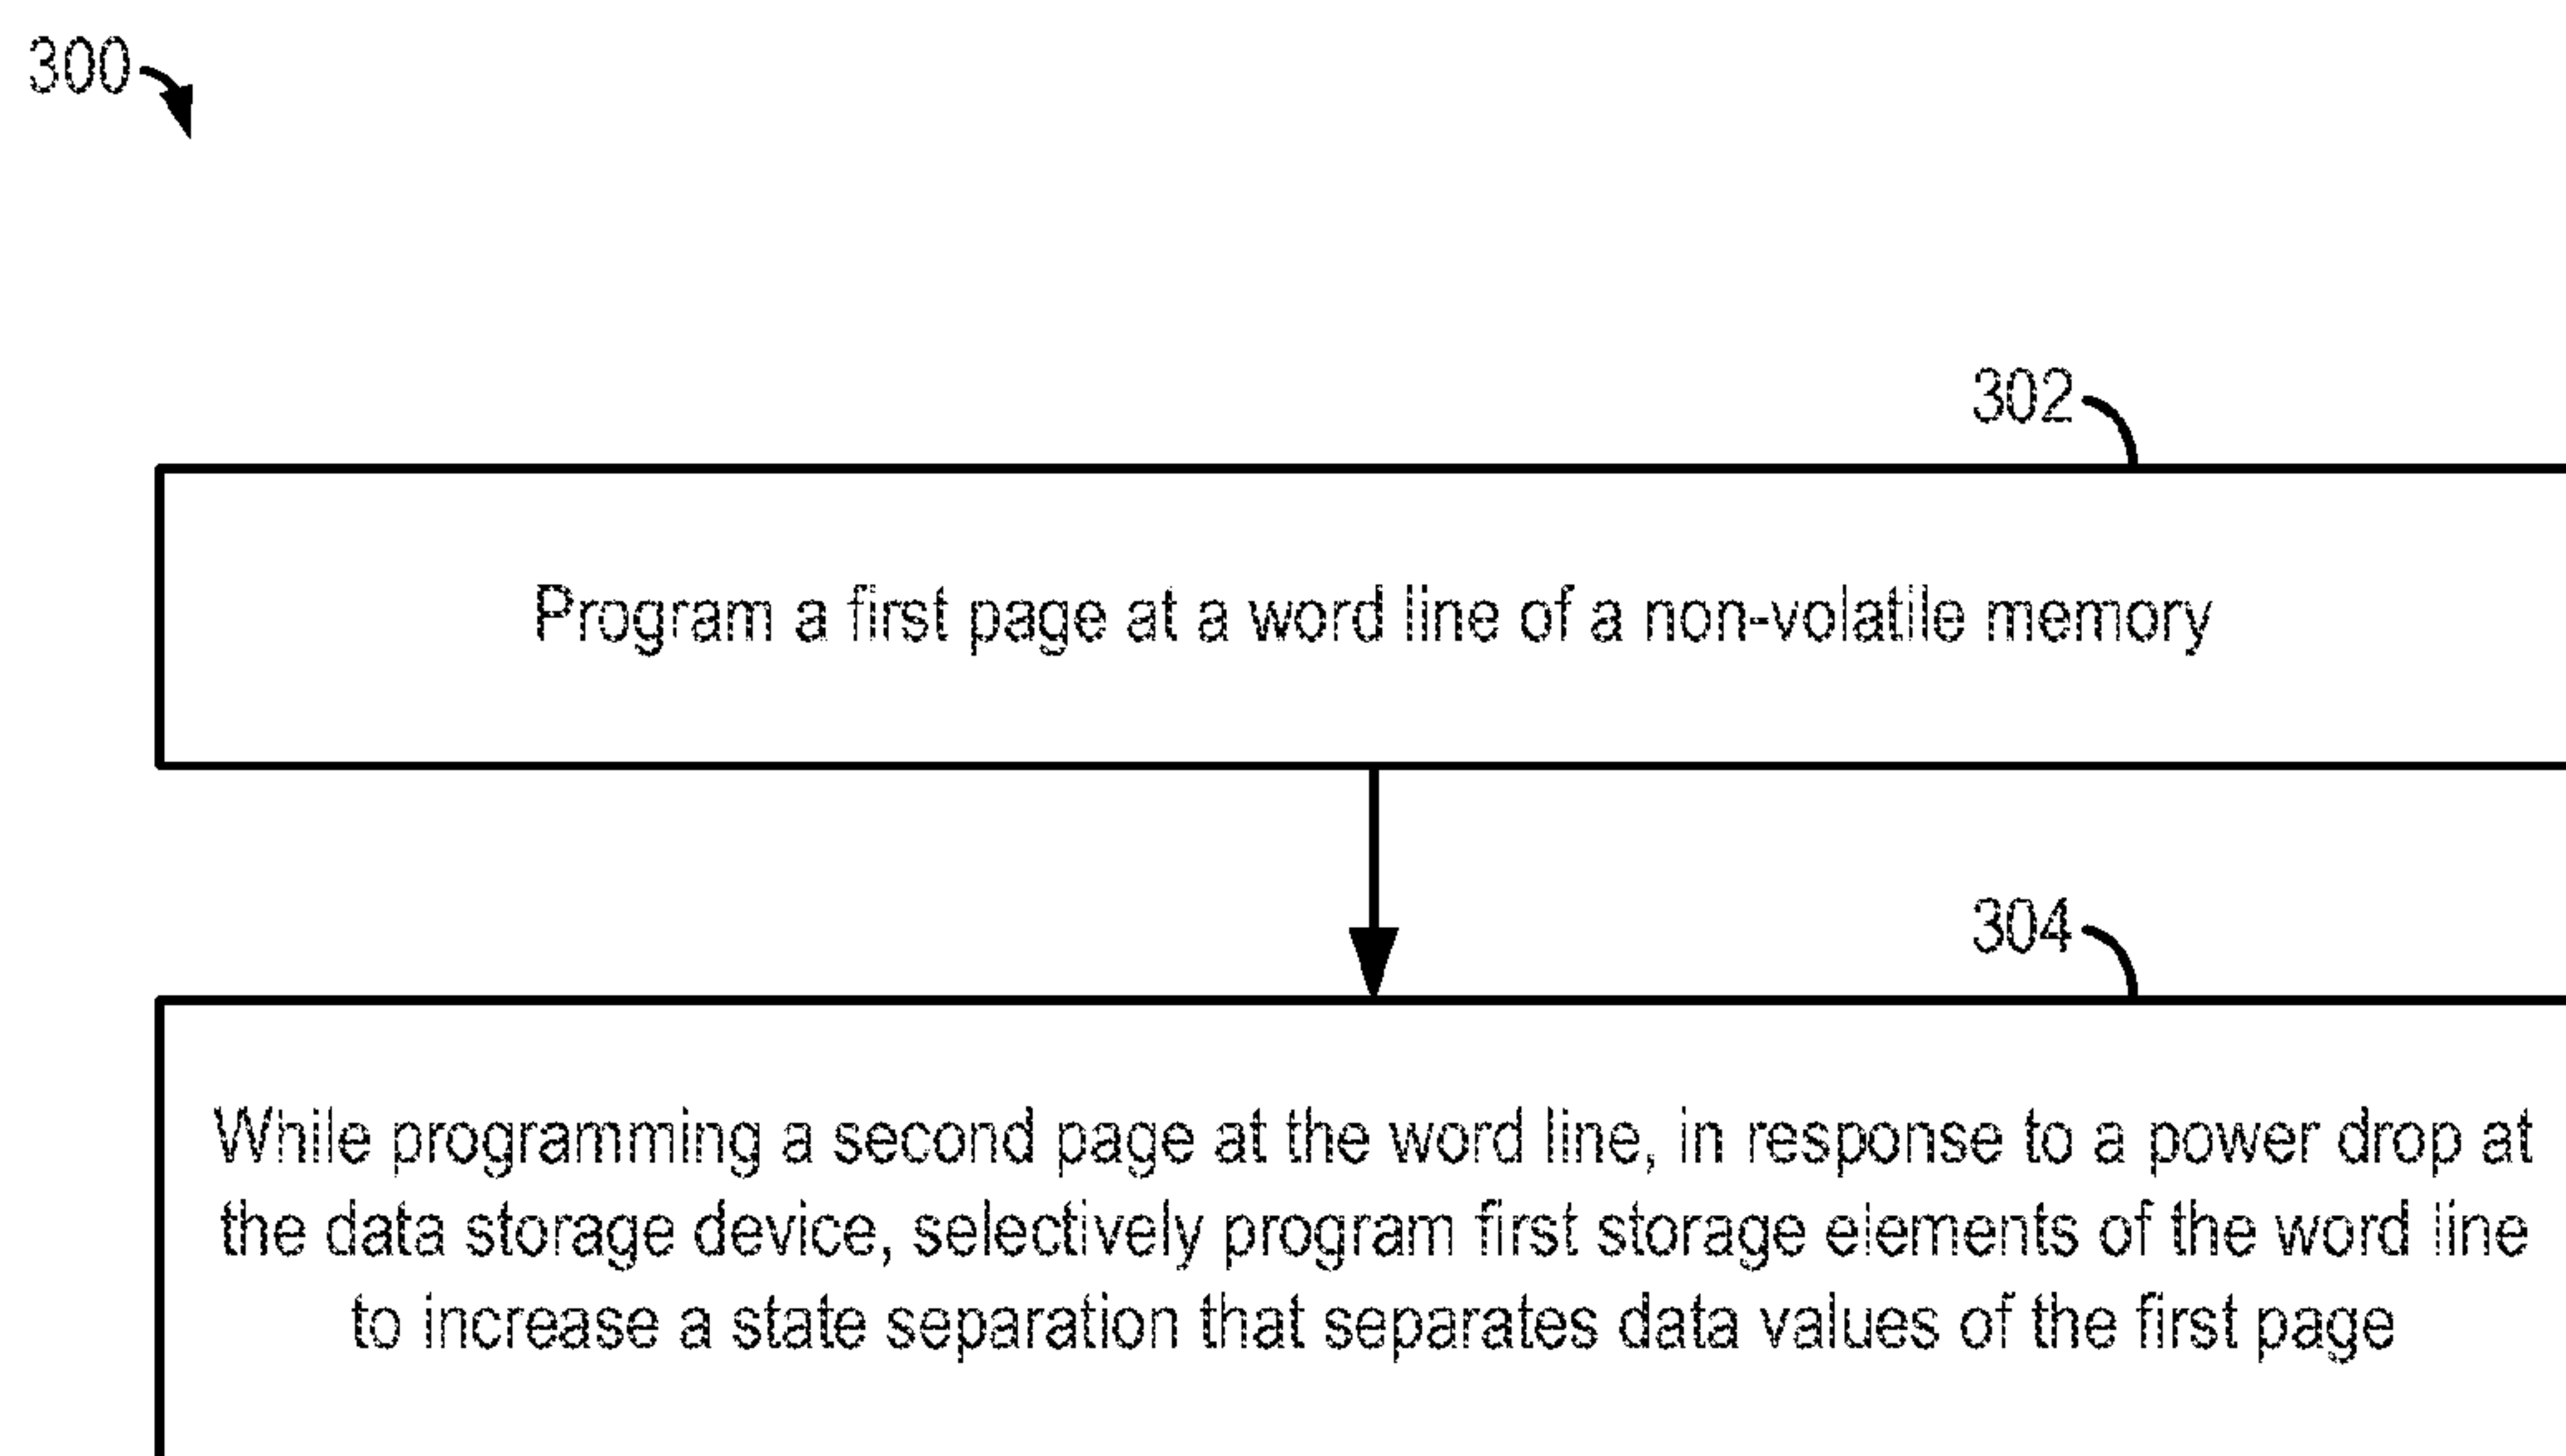 300
302
Program a first page at a word line of a non-volatile memory
304
While programming a second page at the word line, in response to a power drop at
the data storage device, selectively program first storage elements of the word line
to increase a state separation that separates data values of the first page